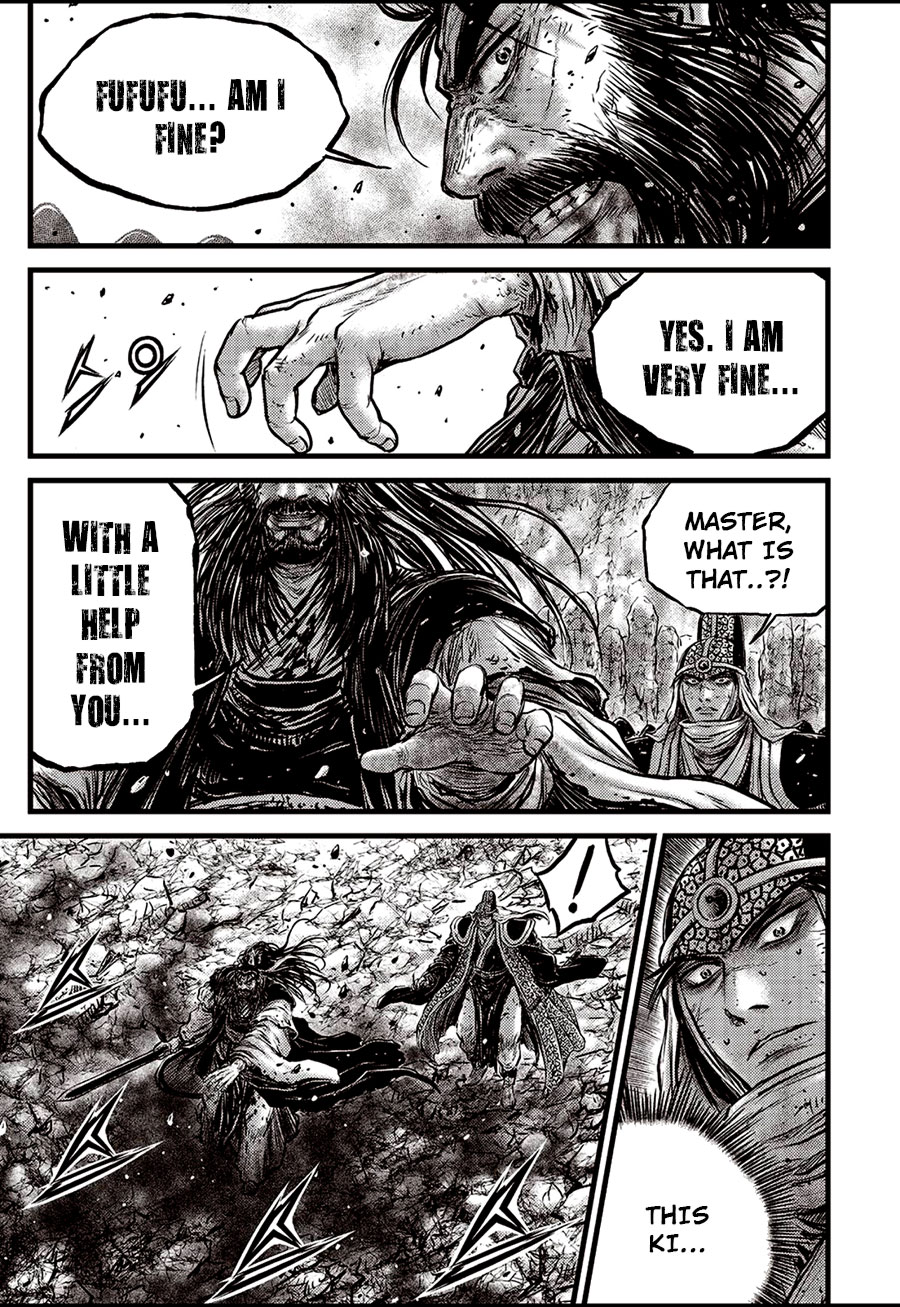 FUFUFU... AM I
FINE?
YES. I AM
VERY FINE...
MASTER,
WHAT IS
THAT..?!
WITH A
LITTLE
HELP
FROM
YOU...
!
THIS
KI...